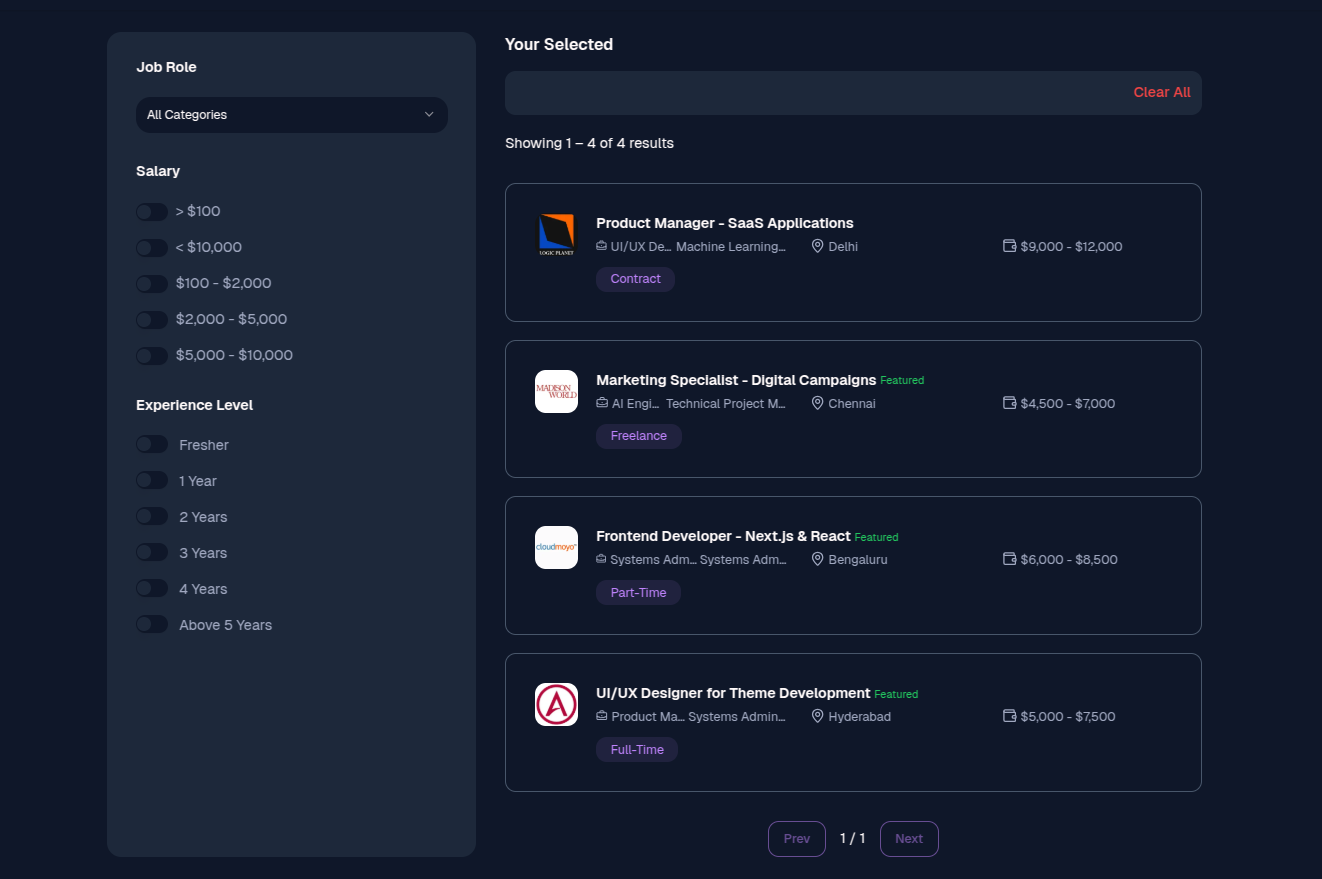 Job Role
All Categories
Salary
> $100
< $10,000
$100 - $2,000
$2,000 - $5,000
$5,000 - $10,000
Experience Level
Fresher
1 Year
2 Years
3 Years
4 Years
Above 5 Years
Your Selected
Clear All
Showing 1 – 4 of 4 results
LOGIC PLANET
Product Manager - SaaS Applications
UI/UX De... Machine Learning... Delhi $9,000 - $12,000
Contract
MADISON
WORLD
Marketing Specialist - Digital Campaigns Featured
AI Engi... Technical Project M... Chennai $4,500 - $7,000
Freelance
cloudmoyo
Frontend Developer - Next.js & React Featured
Systems Adm... Systems Adm... Bengaluru $6,000 - $8,500
Part-Time
UI/UX Designer for Theme Development Featured
Product Ma... Systems Admin... Hyderabad $5,000 - $7,500
Full-Time
Prev 1 / 1 Next